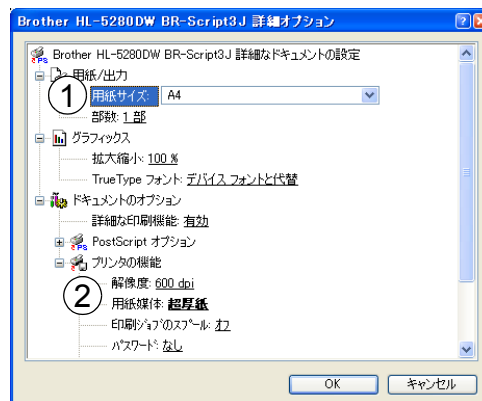 Brother HL-5280DW BR-Script3J 詳細オプション
Brother HL-5280DW BR-Script3J 詳細なドキュメントの設定
用紙/出力
① 用紙サイズ: A4
部数: 1 部
グラフィックス
拡大縮小: 100 %
TrueType フォント: デバイス フォントと代替
ドキュメントのオプション
詳細な印刷機能: 有効
PS PostScript オプション
プリンタの機能
解像度: 600 dpi
② 用紙媒体: 超厚紙
印刷ジョブのスプール: オフ
パスワード: なし
OK キャンセル